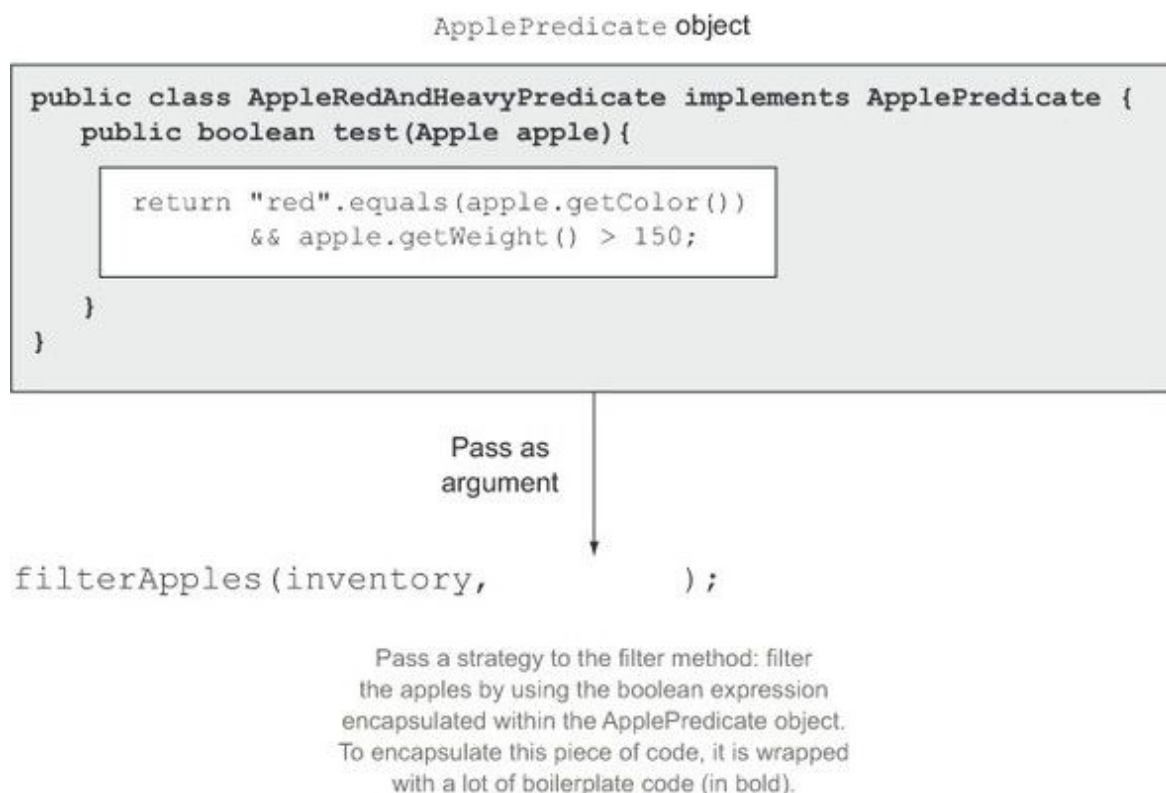 ApplePredicate object
public class AppleRedAndHeavyPredicate implements ApplePredicate {
public boolean test(Apple apple){
return "red".equals(apple.getColor())
&& apple.getWeight() > 150;
}
}
Pass as
argument
filterApples(inventory, );
Pass a strategy to the filter method: filter
the apples by using the boolean expression
encapsulated within the ApplePredicate object.
To encapsulate this piece of code, it is wrapped
with a lot of boilerplate code (in bold).